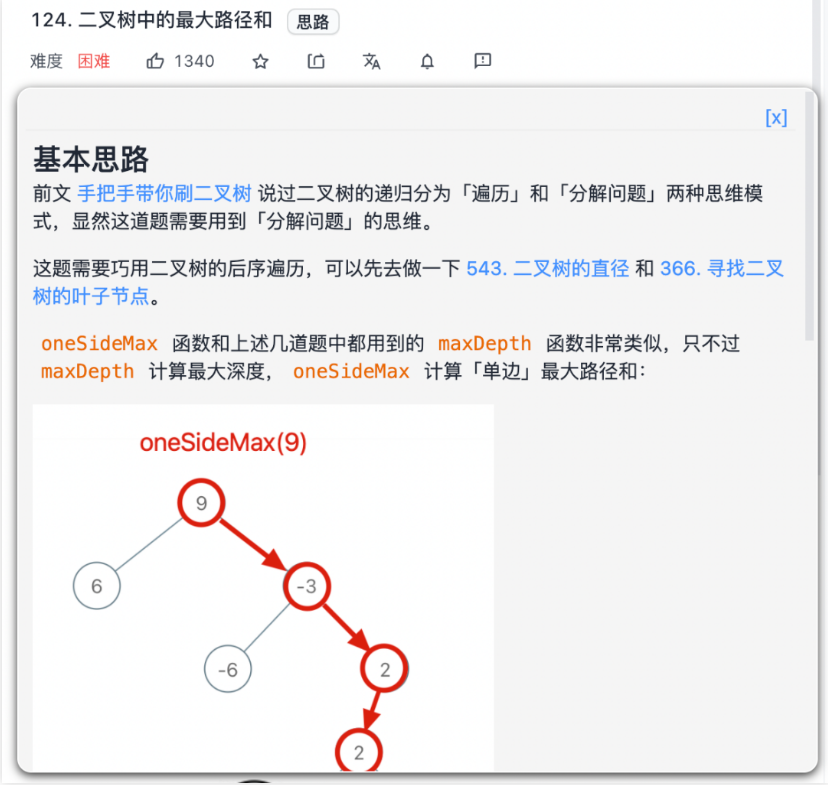 124. 二叉树中的最大路径和 思路
难度 困难 1340
[x]
基本思路
前文 手把手带你刷二叉树 说过二叉树的递归分为「遍历」和「分解问题」两种思维模
式，显然这道题需要用到「分解问题」的思维。
这题需要巧用二叉树的后序遍历，可以先去做一下 543. 二叉树的直径 和 366. 寻找二叉
树的叶子节点。
oneSideMax 函数和上述几道题中都用到的 maxDepth 函数非常类似，只不过
maxDepth 计算最大深度， oneSideMax 计算「单边」最大路径和：
oneSideMax(9)
9
6
-3
-6
2
2